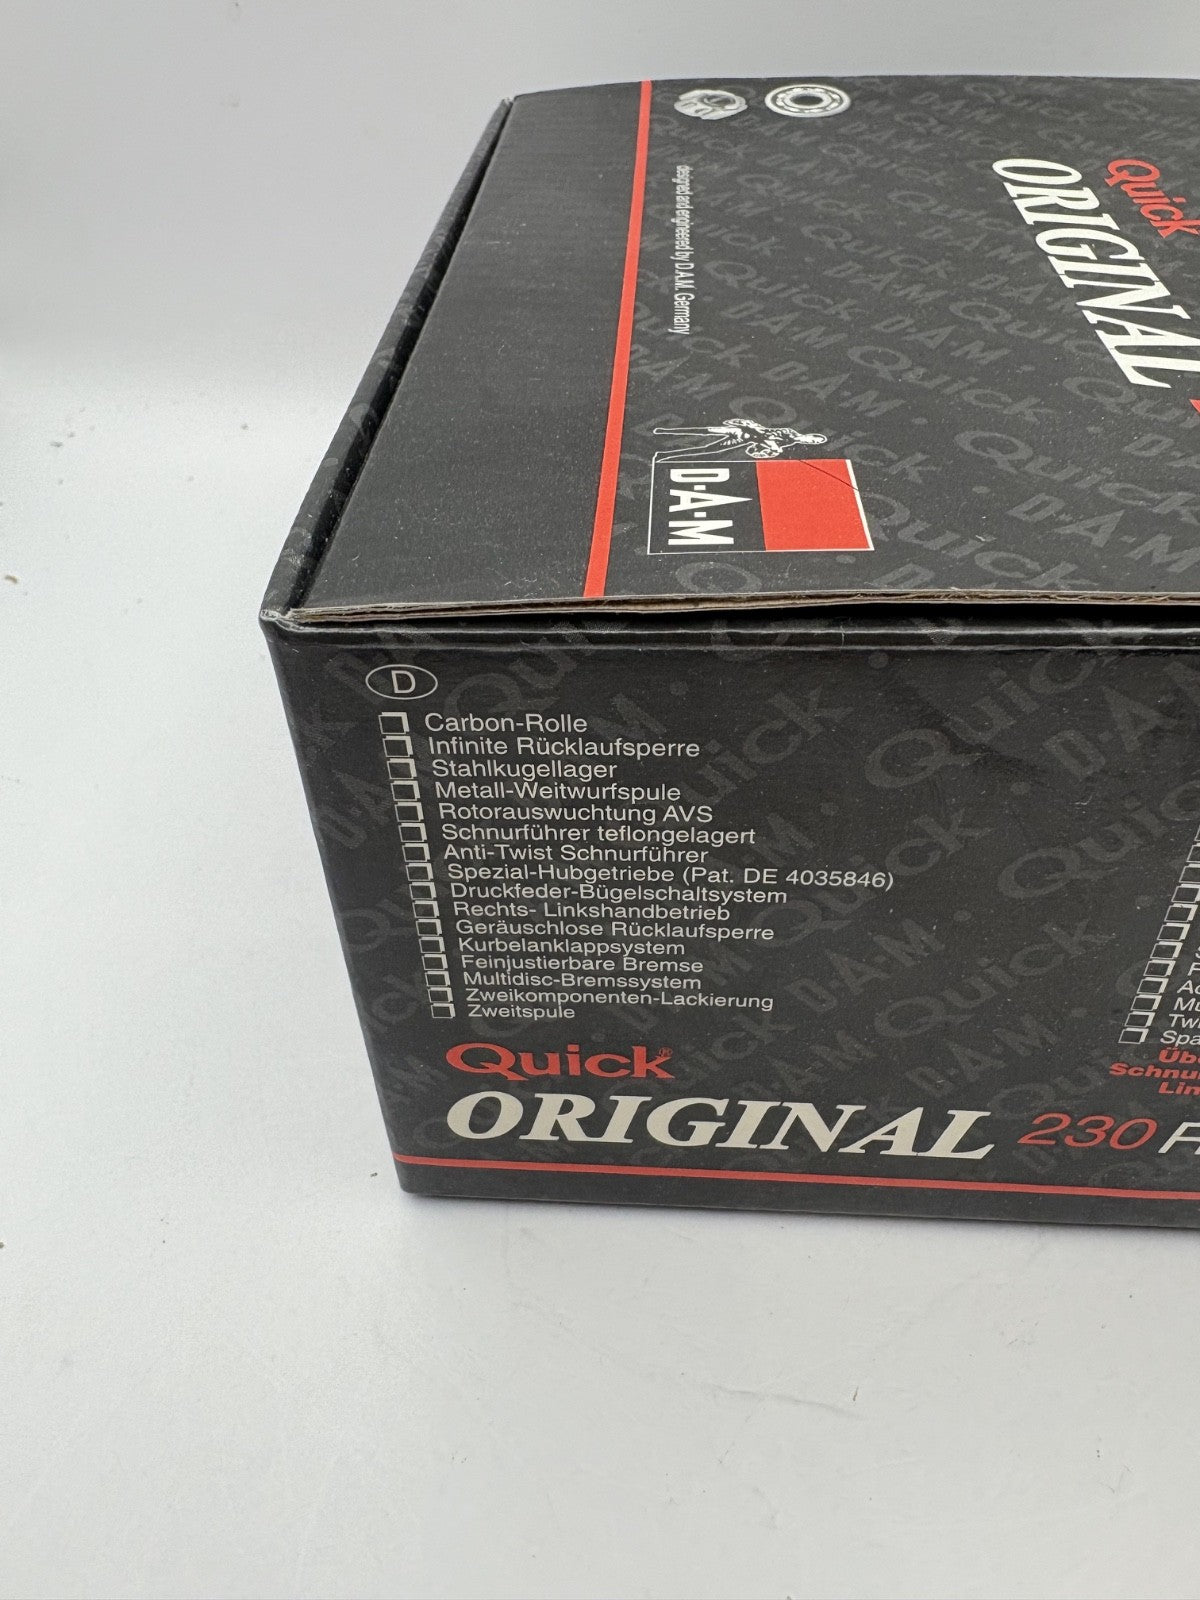 Quick
ORIGINAL
designed and engineered by D.A.M. Germany
D·A·M
D
Carbon-Rolle
Infinite Rücklaufsperre
Stahlkugellager
Metall-Weitwurfspule
Rotorauswuchtung AVS
Schnurführer teflongelagert
Anti-Twist Schnurführer
Spezial-Hubgetriebe (Pat. DE 4035846)
Druckfeder-Bügelschaltsystem
Rechts- Linkshandbetrieb
Geräuschlose Rücklaufsperre
Kurbelanklappsystem
Feinjustierbare Bremse
Multidisc-Bremssystem
Zweikomponenten-Lackierung
Zweitspule
Quick®
ORIGINAL 230 F